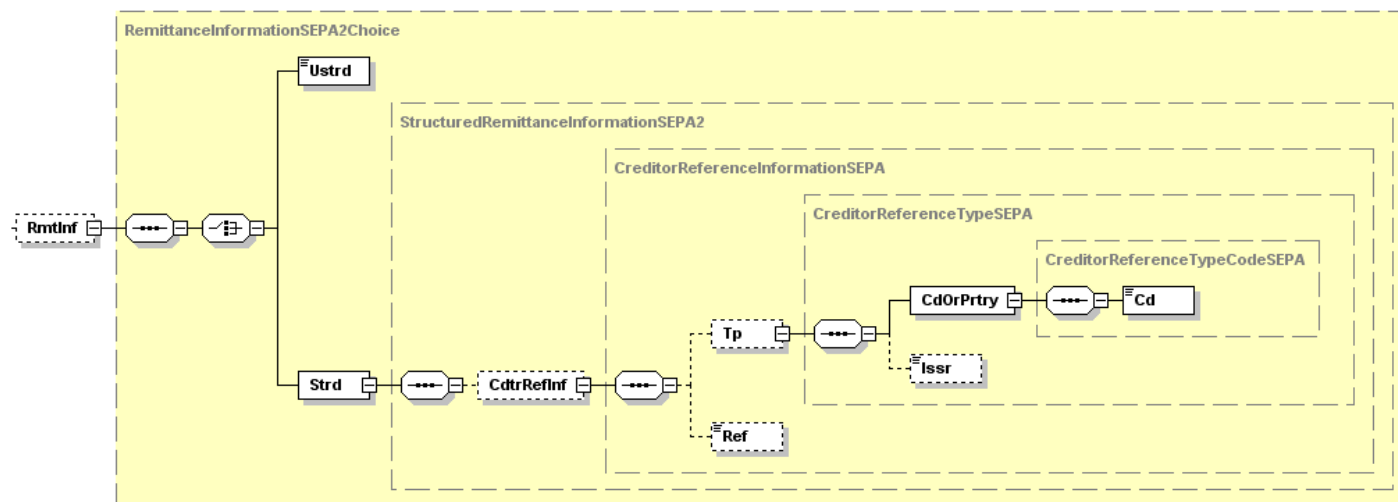 RemittanceInformationSEPA2Choice
Ustrd
StructuredRemittanceInformationSEPA2
CreditorReferenceInformationSEPA
CreditorReferenceTypeSEPA
RmtInf
CreditorReferenceTypeCodeSEPA
CdOrPrtry
Cd
Tp
Issr
Strd
CdtrRefInf
Ref